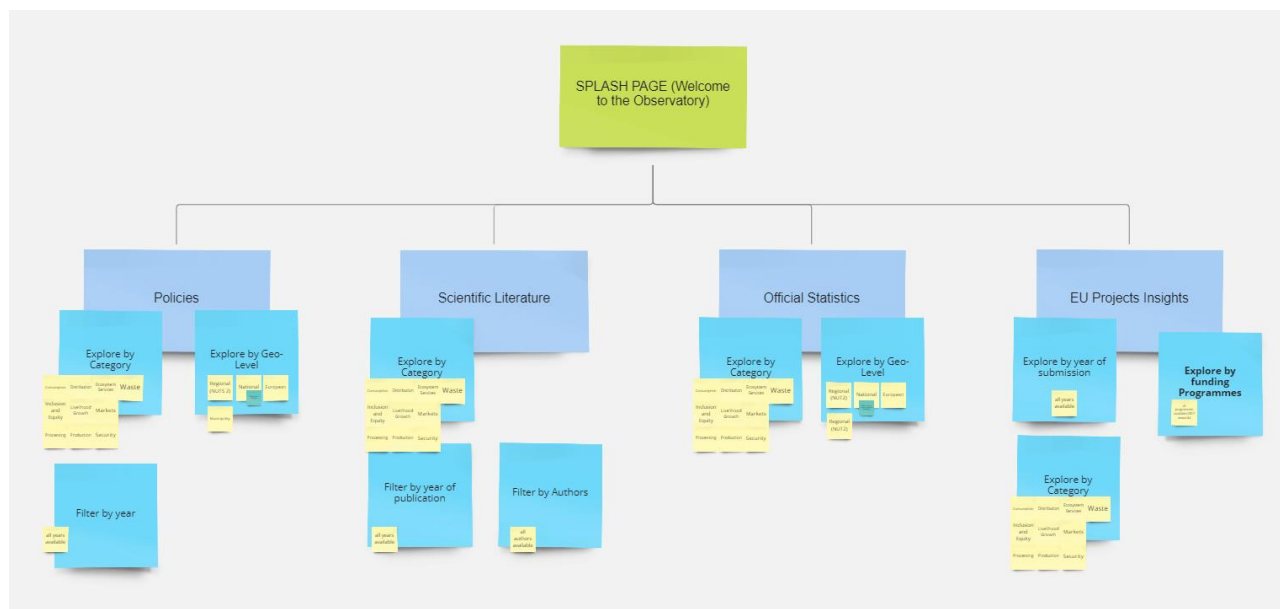 SPLASH PAGE (Welcome
to the Observatory)
Policies
Explore by
Category
Consumption
Distribution
Ecosystem
Services
Waste
Inclusion
and
Equity
Livelihood
Growth
Markets
Processing
Production
Security
Explore by Geo-
Level
Regional
(NUTS 2)
National
European
Municipality
Filter by year
all years
available
Scientific Literature
Explore by
Category
Consumption
Distribution
Ecosystem
Services
Waste
Inclusion
and
Equity
Livelihood
Growth
Markets
Processing
Production
Security
Filter by year of
publication
all years
available
Filter by Authors
all
authors
available
Official Statistics
Explore by
Category
Consumption
Distribution
Ecosystem
Services
Waste
Inclusion
and
Equity
Livelihood
Growth
Markets
Processing
Production
Security
Explore by Geo-
Level
Regional
(NUT2)
National
European
Regional
(NUT2)
EU Projects Insights
Explore by year of
submission
all years
available
Explore by
funding
Programmes
Explore by
Category
Consumption
Distribution
Ecosystem
Services
Waste
Inclusion
and
Equity
Livelihood
Growth
Markets
Processing
Production
Security